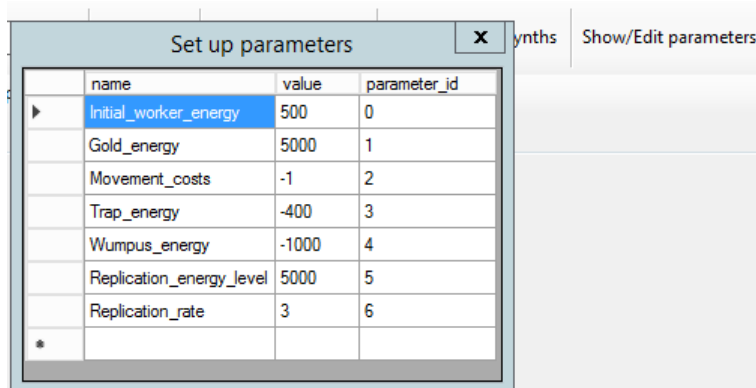 ynths Show/Edit parameters
Set up parameters x
name value parameter_id
Initial_worker_energy 500 0
Gold_energy 5000 1
Movement_costs -1 2
Trap_energy -400 3
Wumpus_energy -1000 4
Replication_energy_level 5000 5
Replication_rate 3 6
*